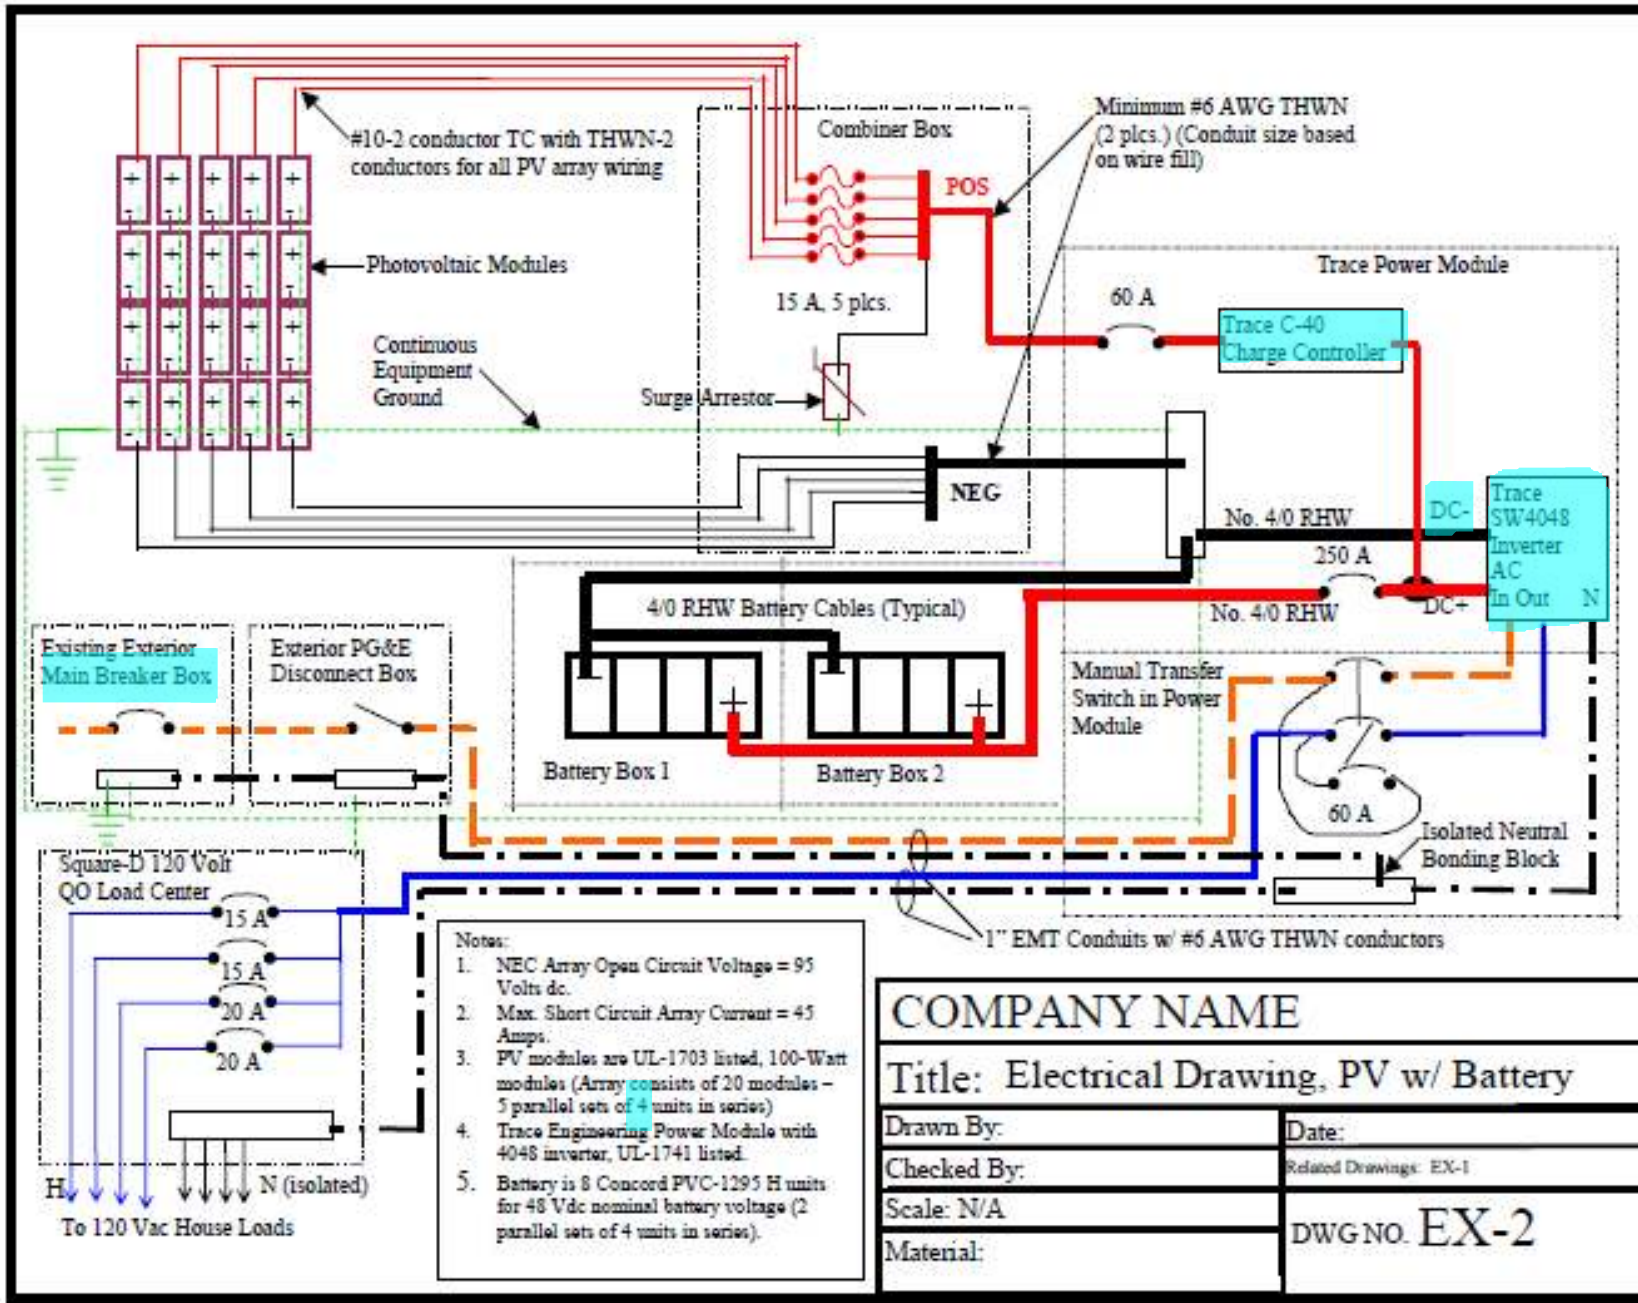 #10-2 conductor TC with THWN-2
conductors for all PV array wiring
Combiner Box
Minimum #6 AWG THWN
(2 plcs.) (Conduit size based
on wire fill)
POS
Photovoltaic Modules
15 A, 5 plcs.
Trace Power Module
60 A
Trace C-40
Charge Controller
Continuous
Equipment
Ground
Surge Arrestor
NEG
No. 4/0 RHW
DC-
Trace
SW4048
Inverter
AC
In Out N
250 A
DC+
No. 4/0 RHW
4/0 RHW Battery Cables (Typical)
Existing Exterior
Main Breaker Box
Exterior PG&E
Disconnect Box
Battery Box 1
Battery Box 2
Manual Transfer
Switch in Power
Module
60 A
Isolated Neutral
Bonding Block
Square-D 120 Volt
QO Load Center
15 A
15 A
20 A
20 A
H
N (isolated)
To 120 Vac House Loads
1" EMT Conduits w/ #6 AWG THWN conductors
Notes:
1. NEC Array Open Circuit Voltage = 95
Volts dc.
2. Max. Short Circuit Array Current = 45
Amps.
3. PV modules are UL-1703 listed, 100-Watt
modules (Array consists of 20 modules –
5 parallel sets of 4 units in series)
4. Trace Engineering Power Module with
4048 inverter, UL-1741 listed.
5. Battery is 8 Concord PVC-1295 H units
for 48 Vdc nominal battery voltage (2
parallel sets of 4 units in series).
COMPANY NAME
Title: Electrical Drawing, PV w/ Battery
Drawn By:
Date:
Checked By:
Related Drawings: EX-1
Scale: N/A
DWG NO. EX-2
Material: